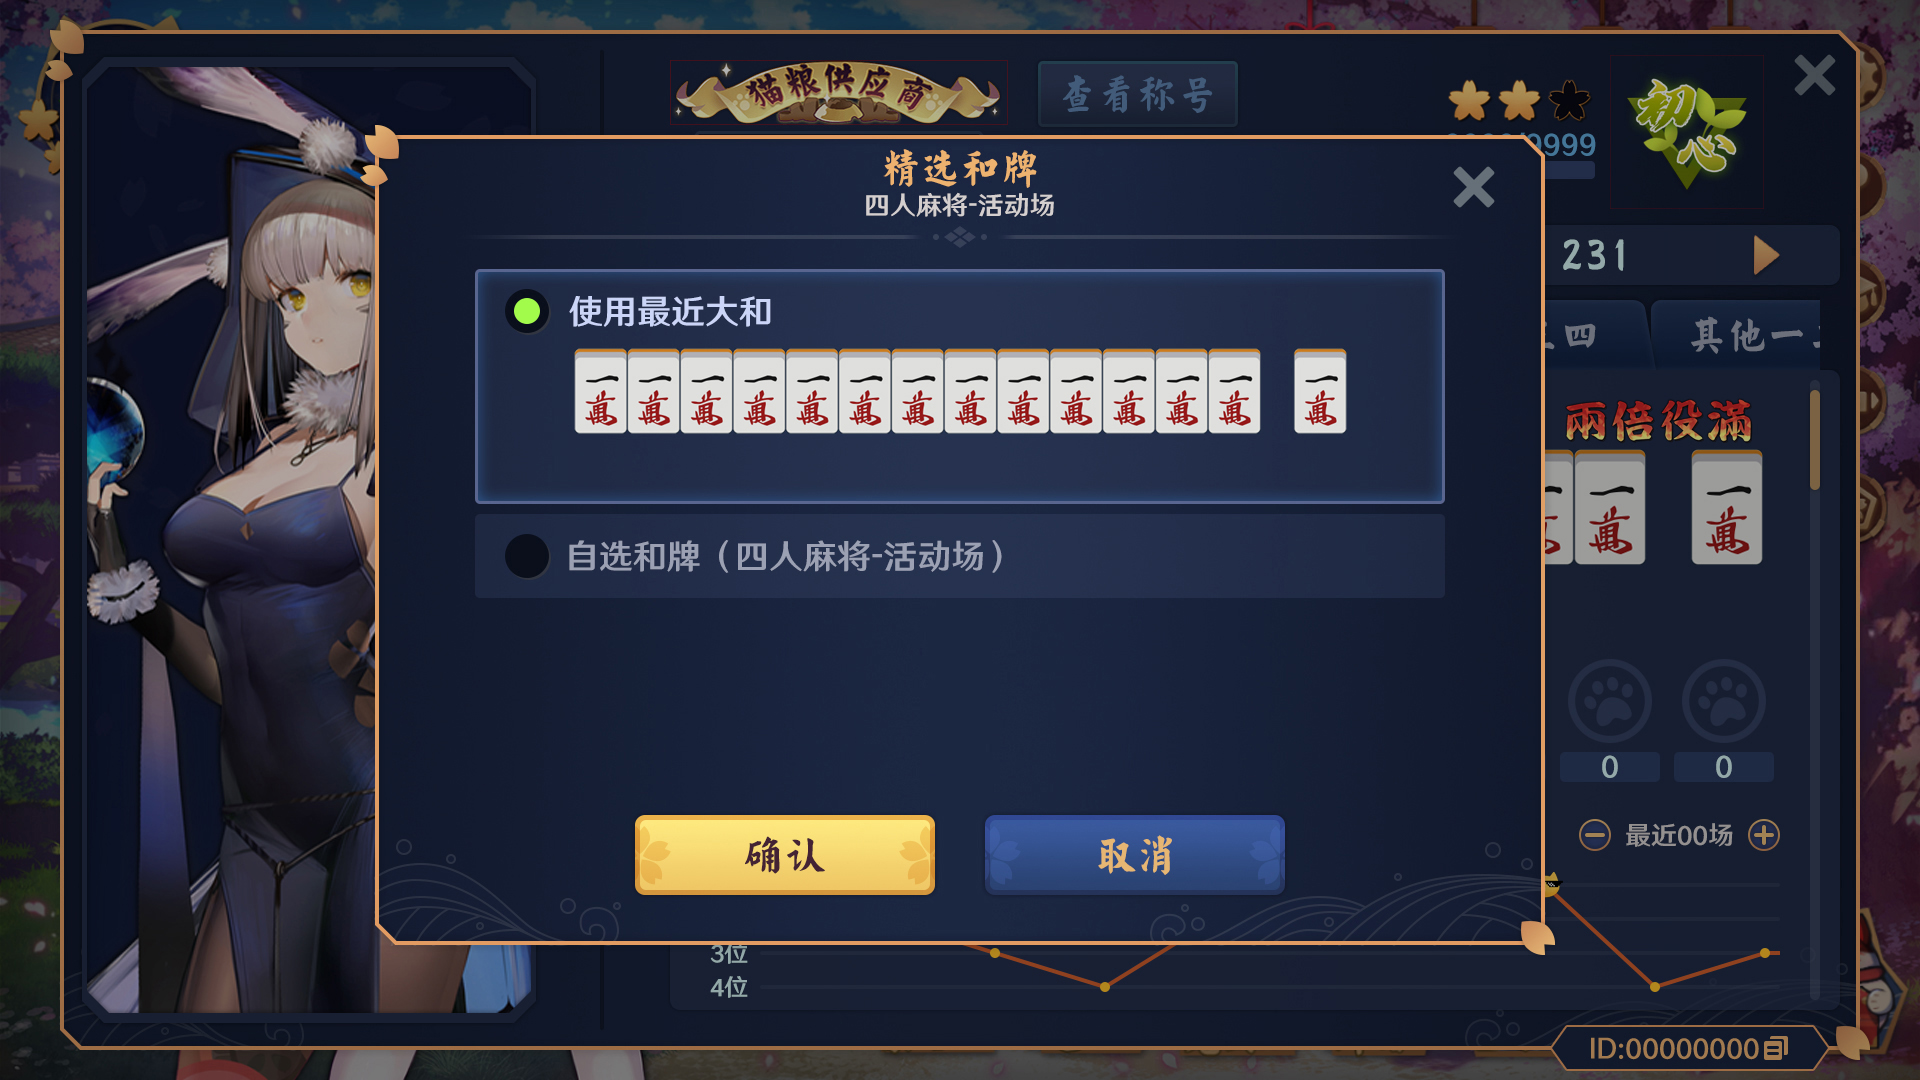 猫粮供应商
查看称号
9999
初心
精选和牌
四人麻将-活动场
231
使用最近大和
四
其他一
一萬 一萬 一萬 一萬 一萬 一萬 一萬 一萬 一萬 一萬 一萬 一萬 一萬 一萬
兩倍役滿
一萬 一萬
自选和牌（四人麻将-活动场）
0 0
最近00场
确认
取消
3位
4位
ID:00000000